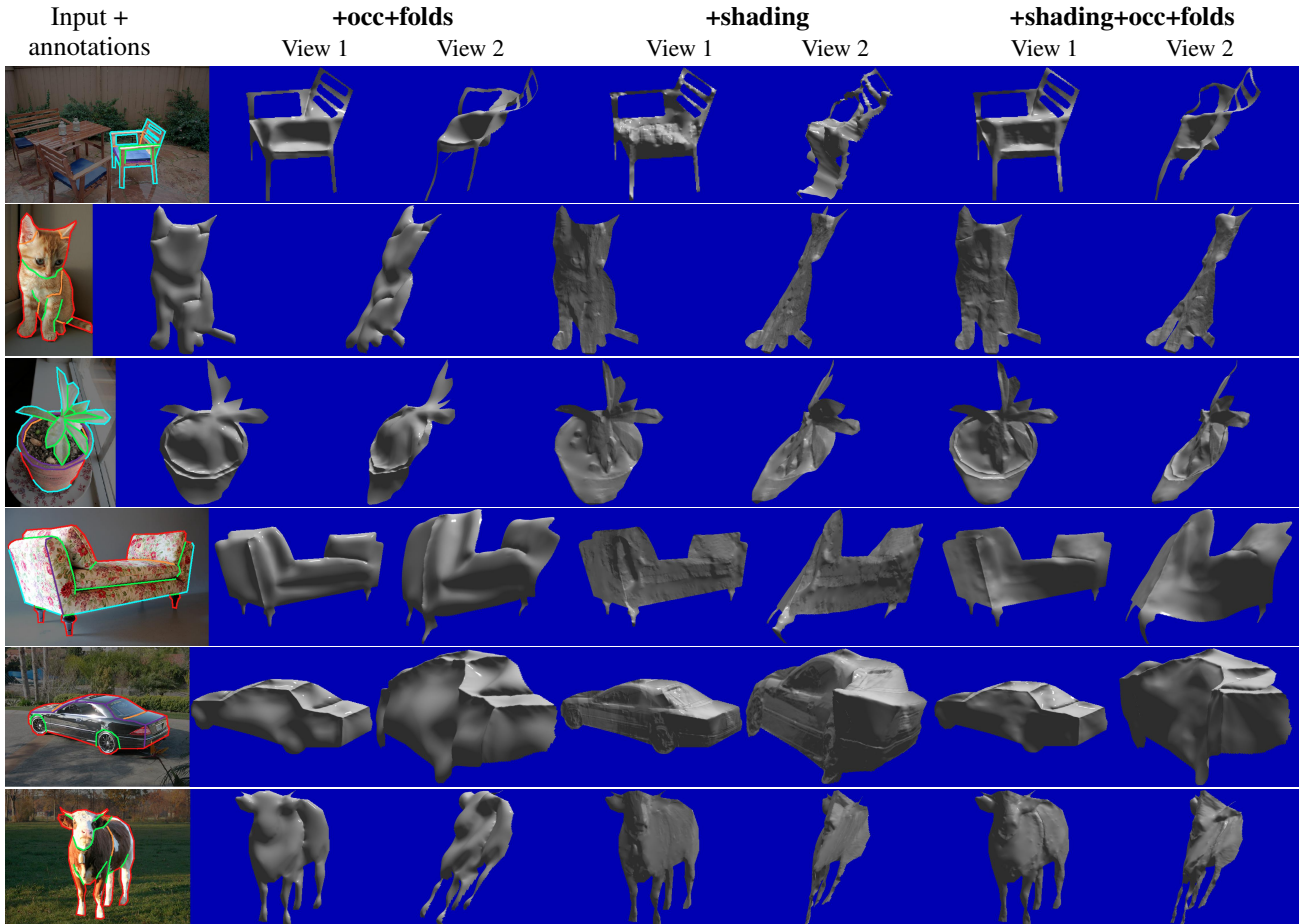 Input + annotations
+occ+folds
+shading
+shading+occ+folds
View 1
View 2
View 1
View 2
View 1
View 2